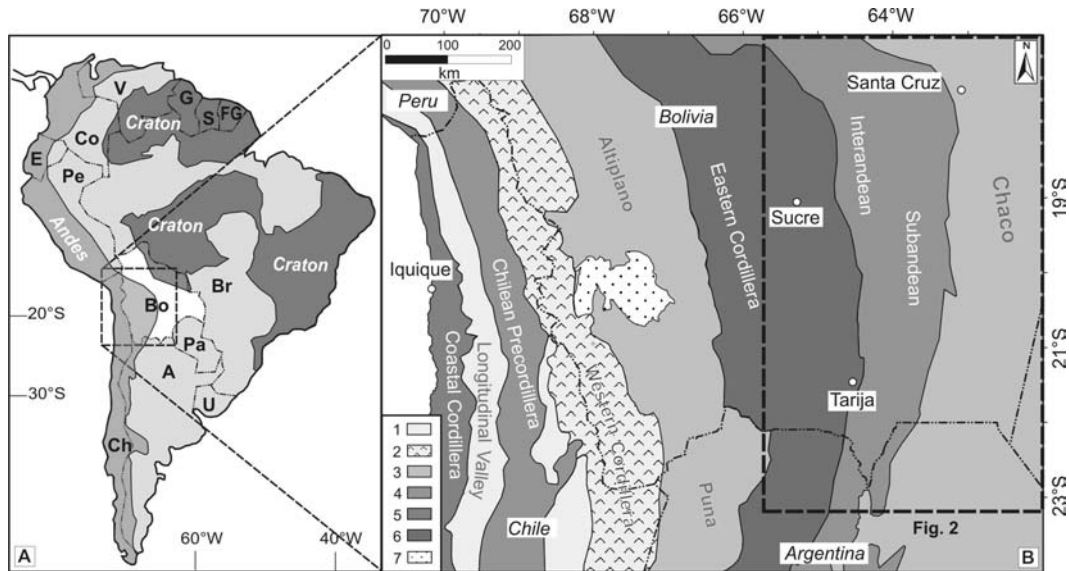 70°W
68°W
66°W
64°W
0 100 200
km
N
Peru
Bolivia
Santa Cruz
Altiplano
Eastern Cordillera
Interandean
Subandean
Chaco
Sucre
Iquique
Coastal Cordillera
Longitudinal Valley
Chilean Precordillera
Western Cordillera
Tarija
Puna
Chile
Argentina
Fig. 2
19°S
21°S
23°S
1
2
3
4
5
6
7
B
V
G
S
FG
Craton
Co
E
Pe
Craton
Andes
Craton
Br
Bo
Pa
A
U
Ch
20°S
30°S
60°W
40°W
A